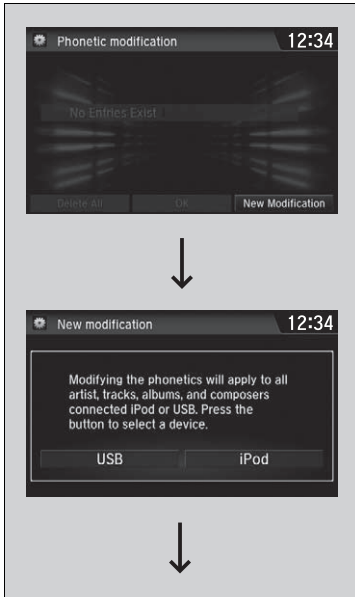 Phonetic modification
12:34
No Entries Exist
Delete All
OK
New Modification
New modification
12:34
Modifying the phonetics will apply to all
artist, tracks, albums, and composers
connected iPod or USB. Press the
button to select a device.
USB
iPod